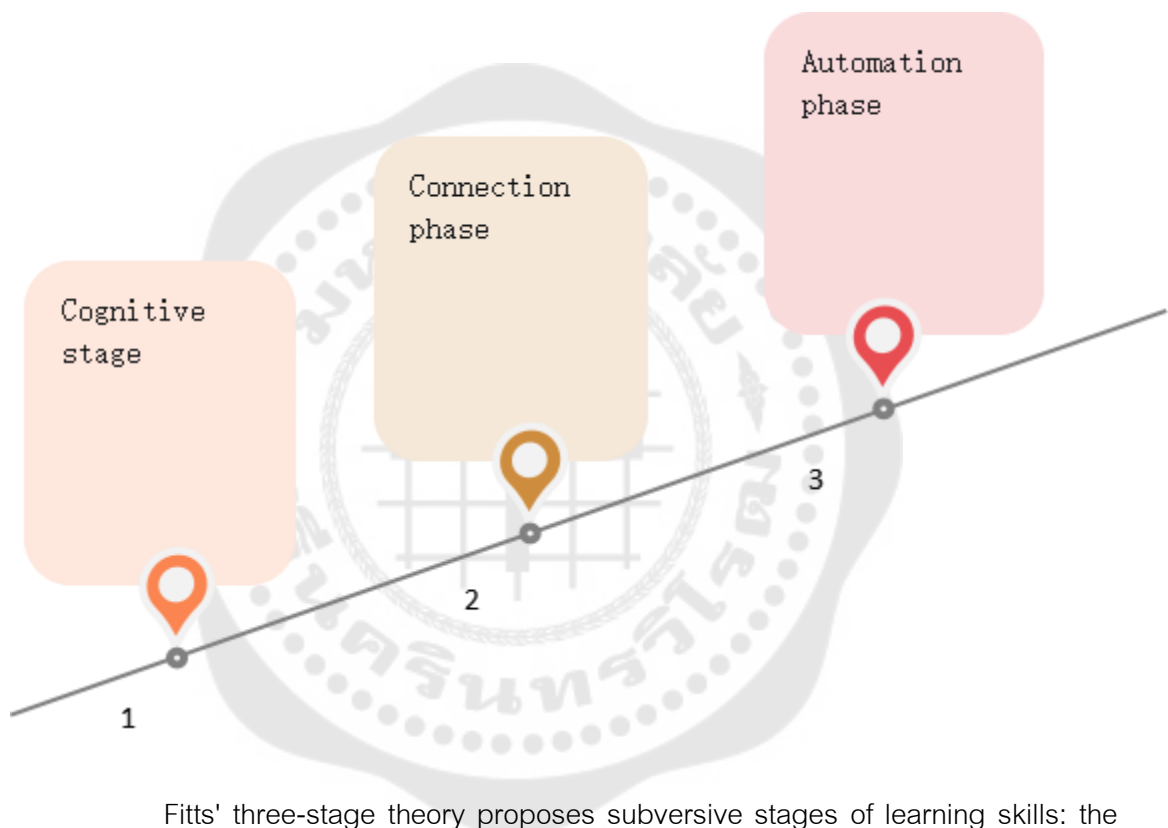 Automation
phase
Connection
phase
Cognitive
stage
3
2
1
Fitts' three-stage theory proposes subversive stages of learning skills: the